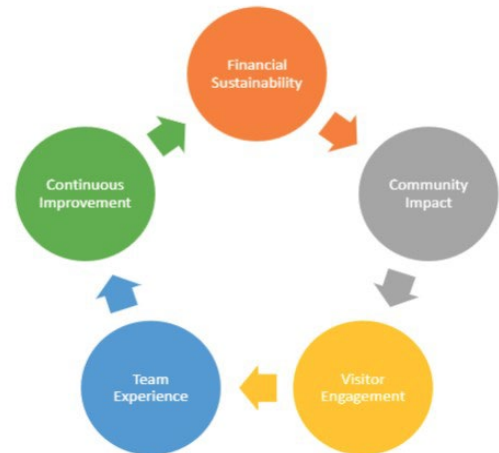 Financial
Sustainability
Community
Impact
Visitor
Engagement
Team
Experience
Continuous
Improvement